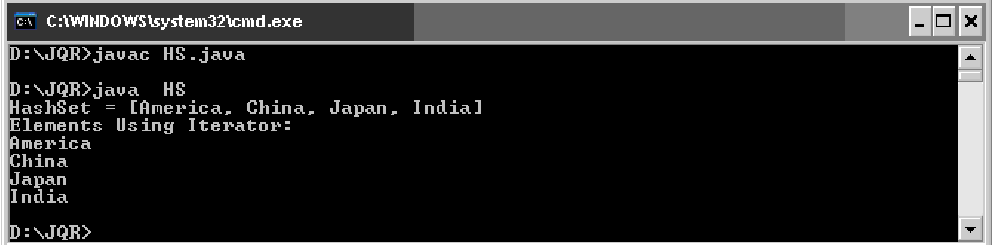 C:\WINDOWS\system32\cmd.exe
D:\JQR>javac HS.java
D:\JQR>java  HS
HashSet = [America, China, Japan, India]
Elements Using Iterator:
America
China
Japan
India
D:\JQR>